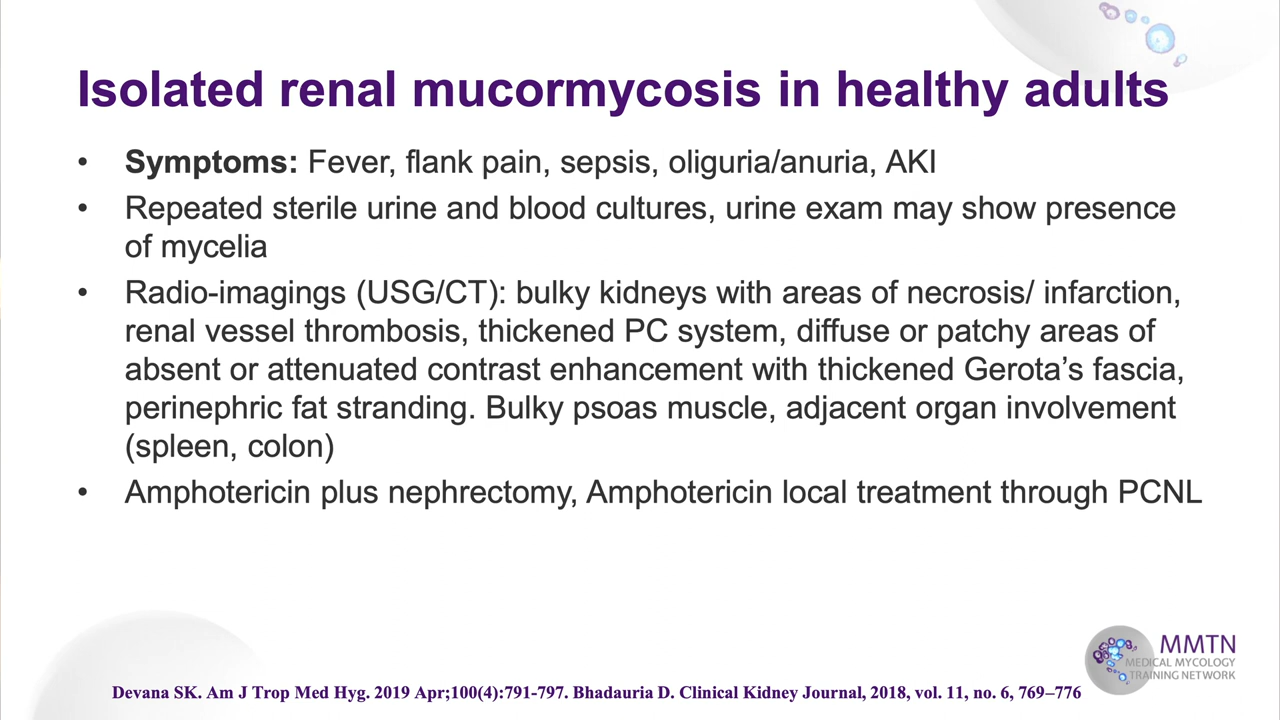 Isolated renal mucormycosis in healthy adults
• Symptoms: Fever, flank pain, sepsis, oliguria/anuria, AKI
• Repeated sterile urine and blood cultures, urine exam may show presence
of mycelia
• Radio-imagings (USG/CT): bulky kidneys with areas of necrosis/ infarction,
renal vessel thrombosis, thickened PC system, diffuse or patchy areas of
absent or attenuated contrast enhancement with thickened Gerota’s fascia,
perinephric fat stranding. Bulky psoas muscle, adjacent organ involvement
(spleen, colon)
• Amphotericin plus nephrectomy, Amphotericin local treatment through PCNL
MMTN
MEDICAL MYCOLOGY
TRAINING NETWORK
Devana SK. Am J Trop Med Hyg. 2019 Apr;100(4):791-797. Bhadauria D. Clinical Kidney Journal, 2018, vol. 11, no. 6, 769–776